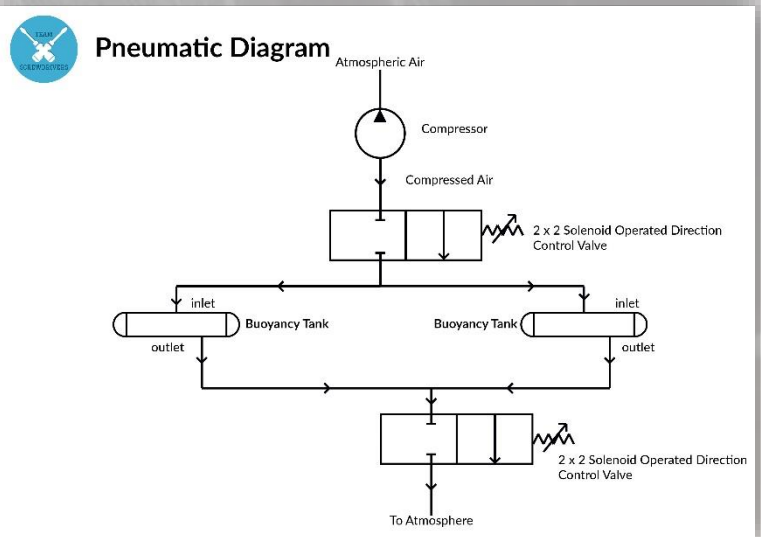 TEAM
SCREWDRIVERS
Pneumatic Diagram
Atmospheric Air
Compressor
Compressed Air
2 x 2 Solenoid Operated Direction
Control Valve
inlet
inlet
Buoyancy Tank
Buoyancy Tank
outlet
outlet
2 x 2 Solenoid Operated Direction
Control Valve
To Atmosphere